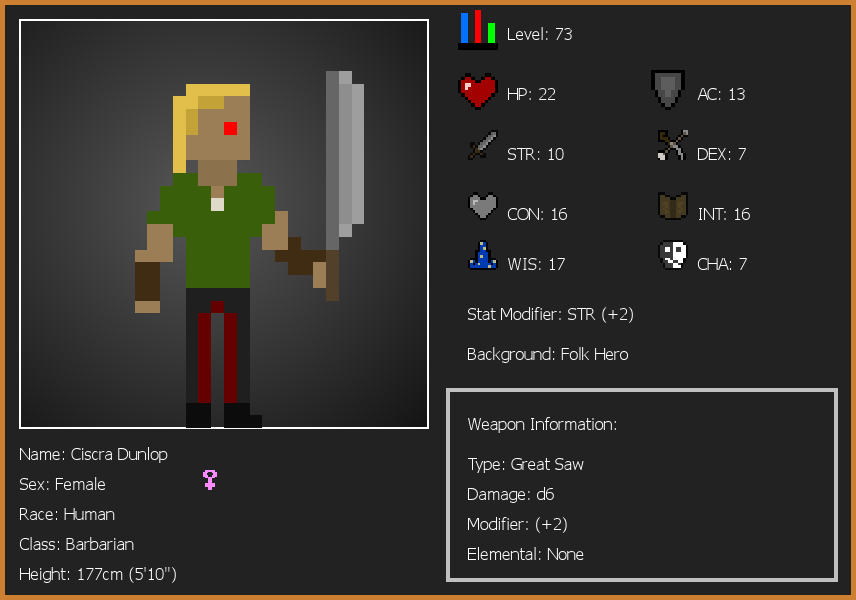 Level: 73
HP: 22
AC: 13
STR: 10
DEX: 7
CON: 16
INT: 16
WIS: 17
CHA: 7
Stat Modifier: STR (+2)
Background: Folk Hero
Weapon Information:
Type: Great Saw
Damage: d6
Modifier: (+2)
Elemental: None
Name: Ciscra Dunlop
Sex: Female
Race: Human
Class: Barbarian
Height: 177cm (5'10")